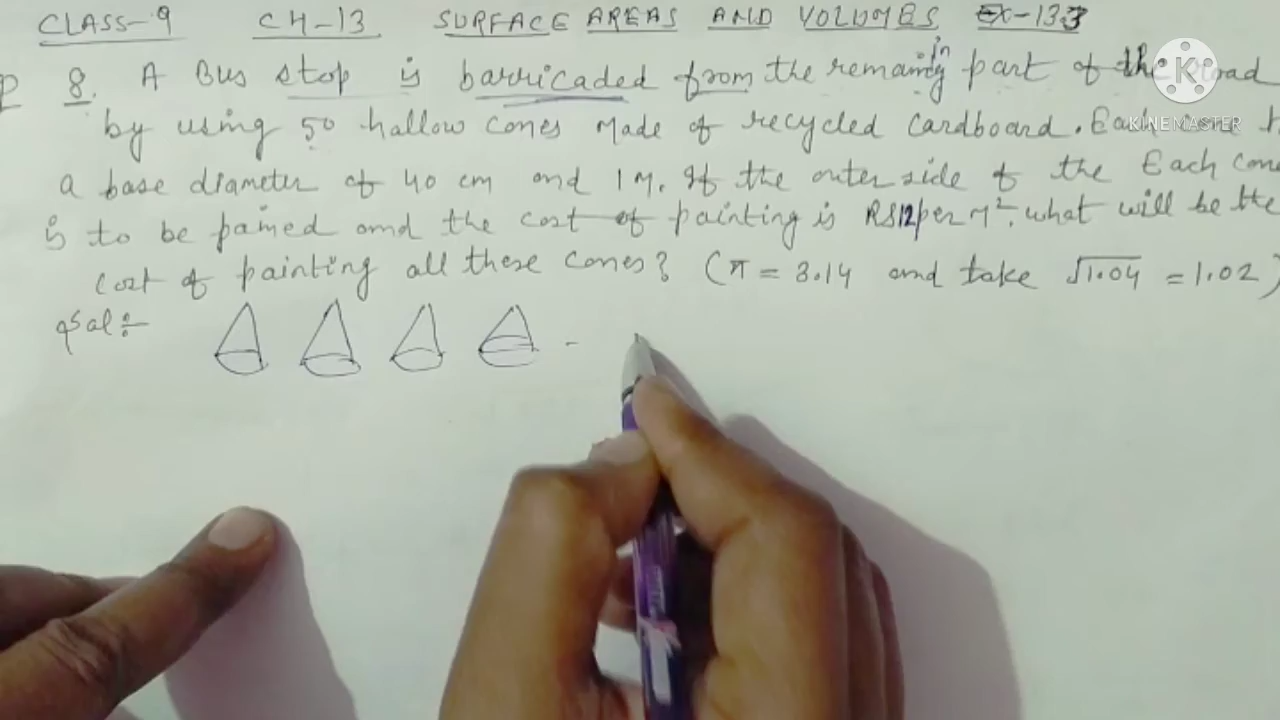 CLASS-9 CH-13 SURFACE AREAS AND VOLUMES EX-13.3
8. A Bus stop is barricaded from the remaining part of the road
by using 50 hallow cones made of recycled cardboard. Each
a base diameter of 40 cm and 1 M. If the outer side of the Each con
is to be pained and the cost of painting is RS12per M². what will be the
cost of painting all these cones? (π = 3.14 and take √1.04 = 1.02)
Sol:-
K
KINEMASTER